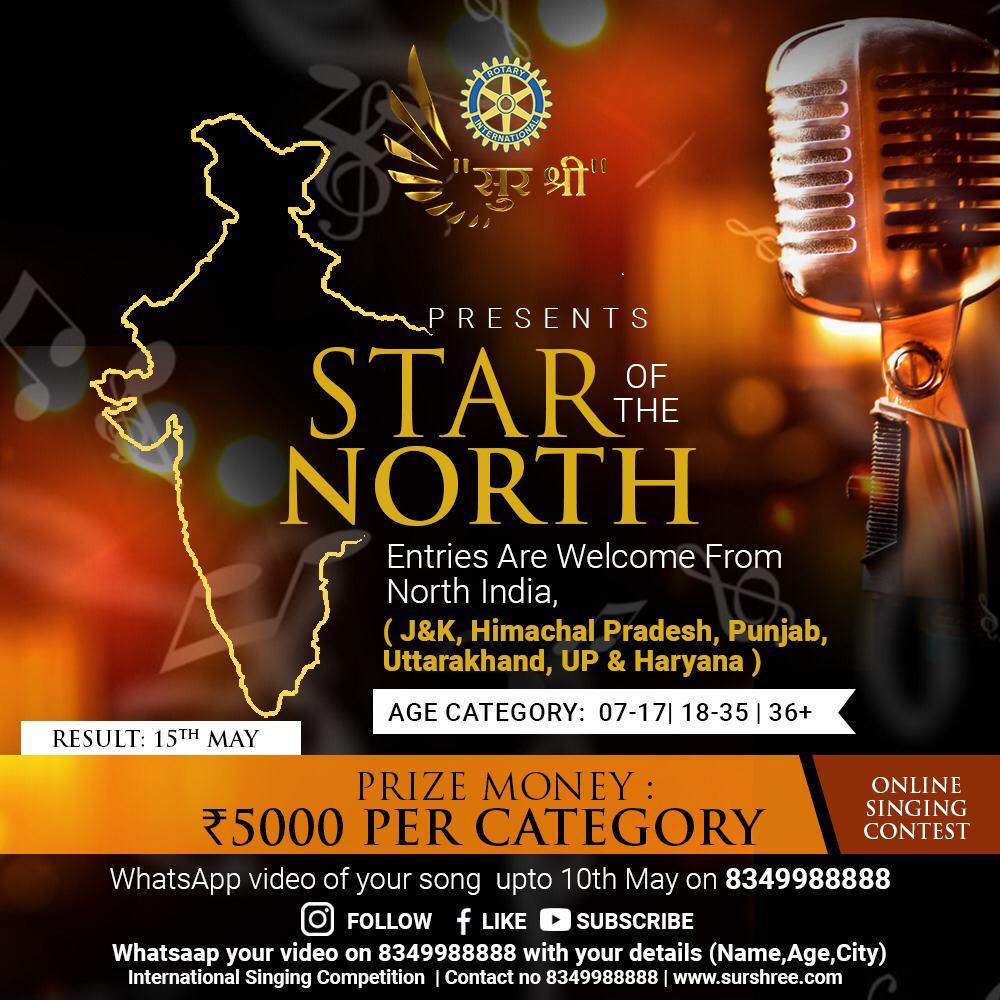 ROTARY
INTERNATIONAL
"सुर श्री"
PRESENTS
STAR OF THE
NORTH
Entries Are Welcome From
North India,
( J&K, Himachal Pradesh, Punjab,
Uttarakhand, UP & Haryana )
AGE CATEGORY: 07-17| 18-35 | 36+
RESULT: 15TH MAY
PRIZE MONEY :
₹5000 PER CATEGORY
ONLINE
SINGING
CONTEST
WhatsApp video of your song upto 10th May on 8349988888
FOLLOW LIKE SUBSCRIBE
Whatsaap your video on 8349988888 with your details (Name,Age,City)
International Singing Competition | Contact no 8349988888 | www.surshree.com